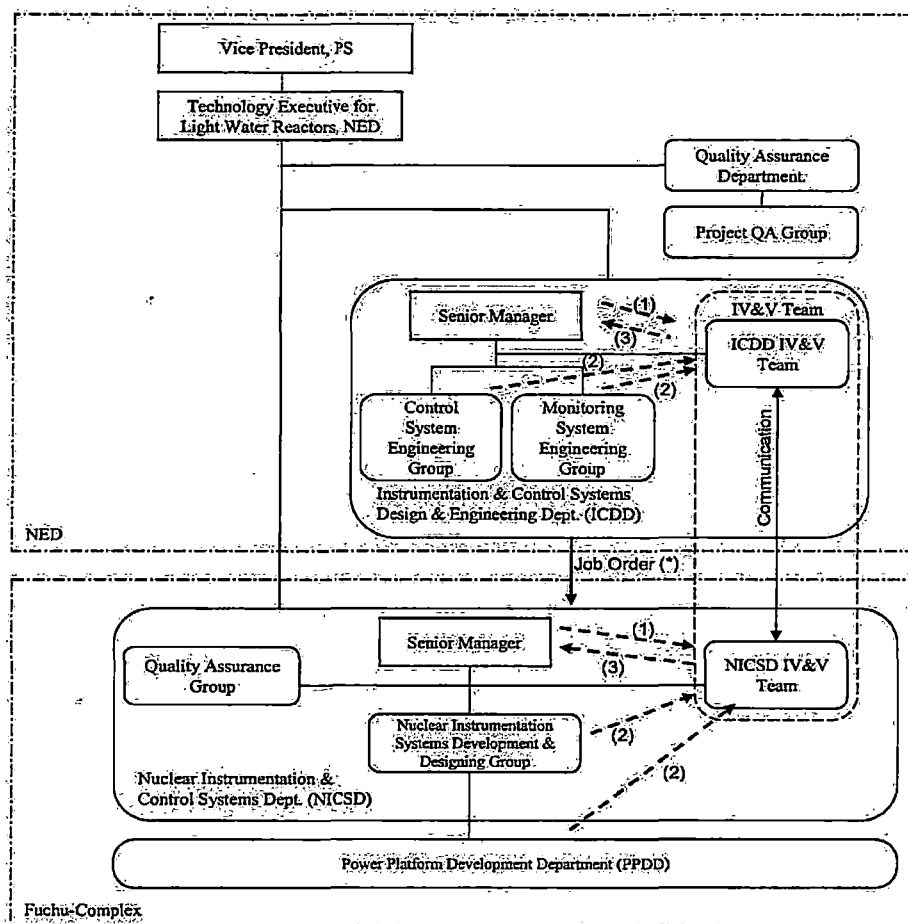 Vice President, PS
Technology Executive for
Light Water Reactors, NED
Quality Assurance
Department.
Project QA Group
Senior Manager
(1)
(3)
IV&V Team
ICDD IV&V
Team
(2)
(2)
Control
System
Engineering
Group
Monitoring
System
Engineering
Group
Instrumentation & Control Systems
Design & Engineering Dept. (ICDD)
Communication
NED
Job Order (*)
Senior Manager
(1)
(3)
Quality Assurance
Group
NICSD IV&V
Team
Nuclear Instrumentation
Systems Development &
Designing Group
(2)
(2)
Nuclear Instrumentation &
Control Systems Dept. (NICSD)
Power Platform Development Department (PPDD)
Fuchu-Complex